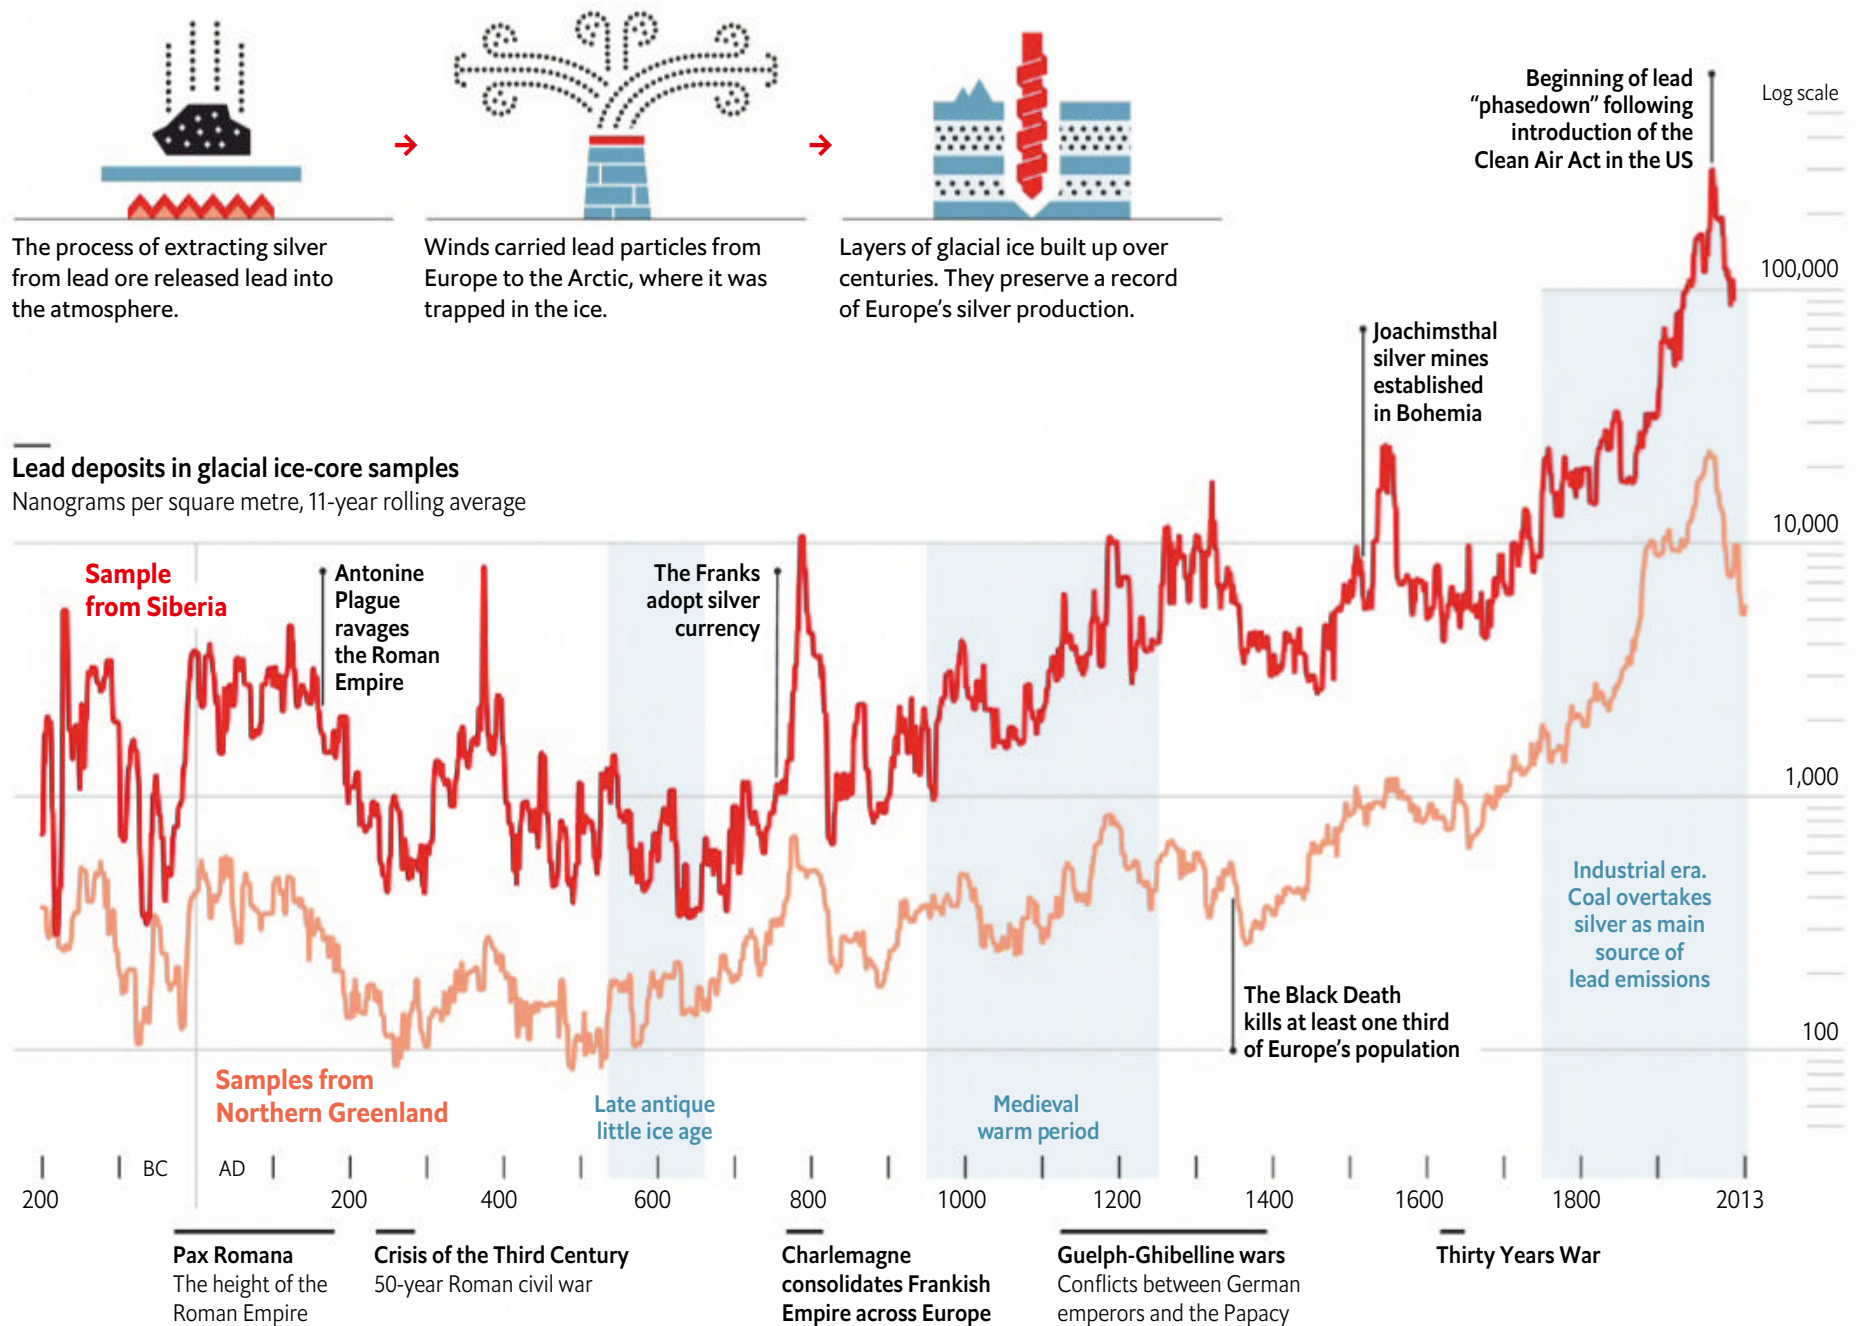 The process of extracting silver
from lead ore released lead into
the atmosphere.
Winds carried lead particles from
Europe to the Arctic, where it was
trapped in the ice.
Layers of glacial ice built up over
centuries. They preserve a record
of Europe’s silver production.
Beginning of lead
“phasedown” following
introduction of the
Clean Air Act in the US
Log scale
100,000
Joachimsthal
silver mines
established
in Bohemia
Lead deposits in glacial ice-core samples
Nanograms per square metre, 11-year rolling average
10,000
Sample
from Siberia
Antonine
Plague
ravages
the Roman
Empire
The Franks
adopt silver
currency
1,000
Industrial era.
Coal overtakes
silver as main
source of
lead emissions
The Black Death
kills at least one third
of Europe’s population
100
Samples from
Northern Greenland
Late antique
little ice age
Medieval
warm period
BC
AD
200
200
400
600
800
1000
1200
1400
1600
1800
2013
Pax Romana
The height of the
Roman Empire
Crisis of the Third Century
50-year Roman civil war
Charlemagne
consolidates Frankish
Empire across Europe
Guelph-Ghibelline wars
Conflicts between German
emperors and the Papacy
Thirty Years War